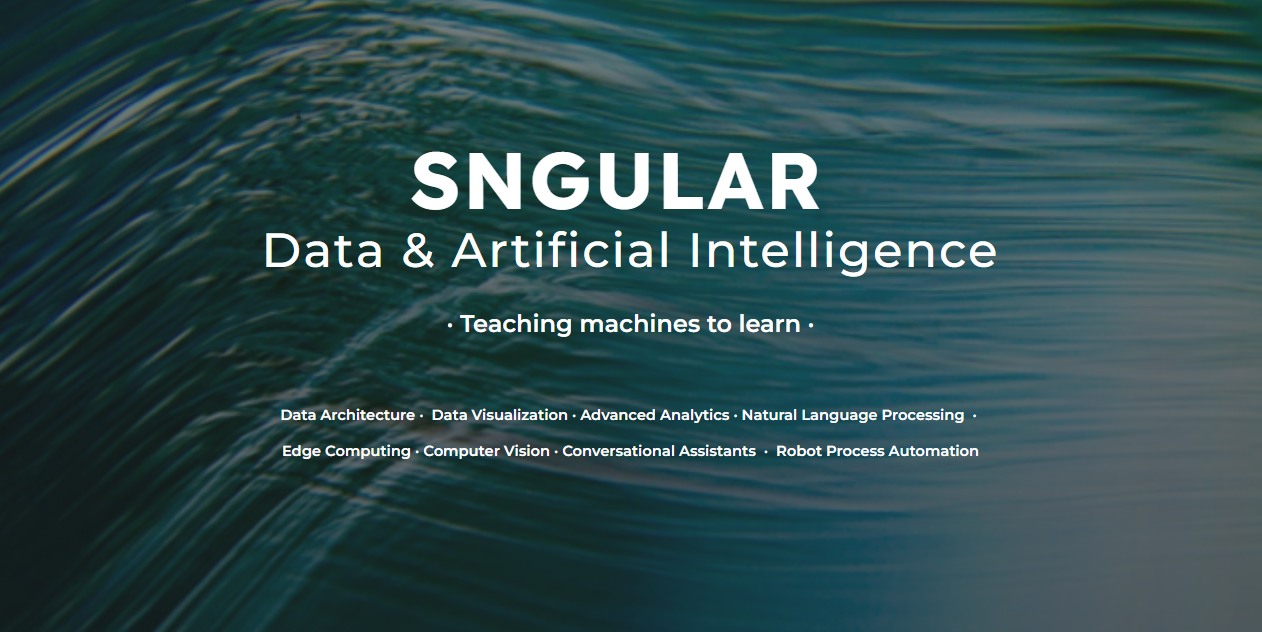 SNGULAR
Data & Artificial Intelligence
· Teaching machines to learn ·
Data Architecture · Data Visualization · Advanced Analytics · Natural Language Processing ·
Edge Computing · Computer Vision · Conversational Assistants · Robot Process Automation